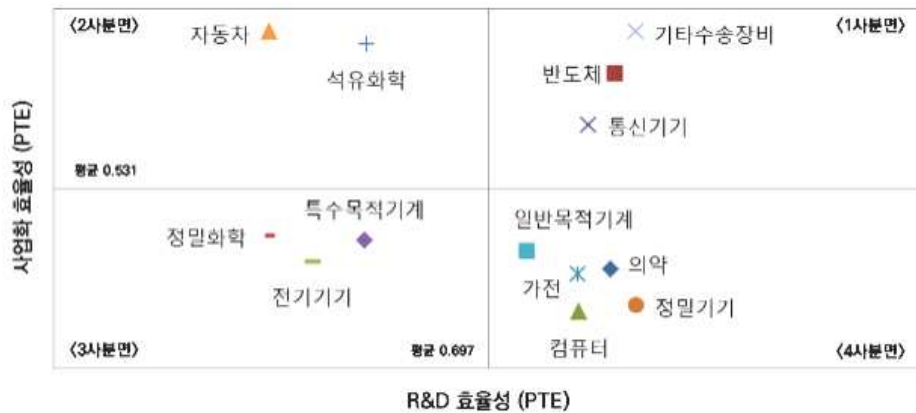 〈2사분면〉
자동차
석유화학
기타수송장비
〈1사분면〉
반도체
통신기기
사업화 효율성 (PTE)
평균 0.531
특수목적기계
정밀화학
전기기기
일반목적기계
가전
의약
정밀기기
컴퓨터
〈3사분면〉
평균 0.697
〈4사분면〉
R&D 효율성 (PTE)